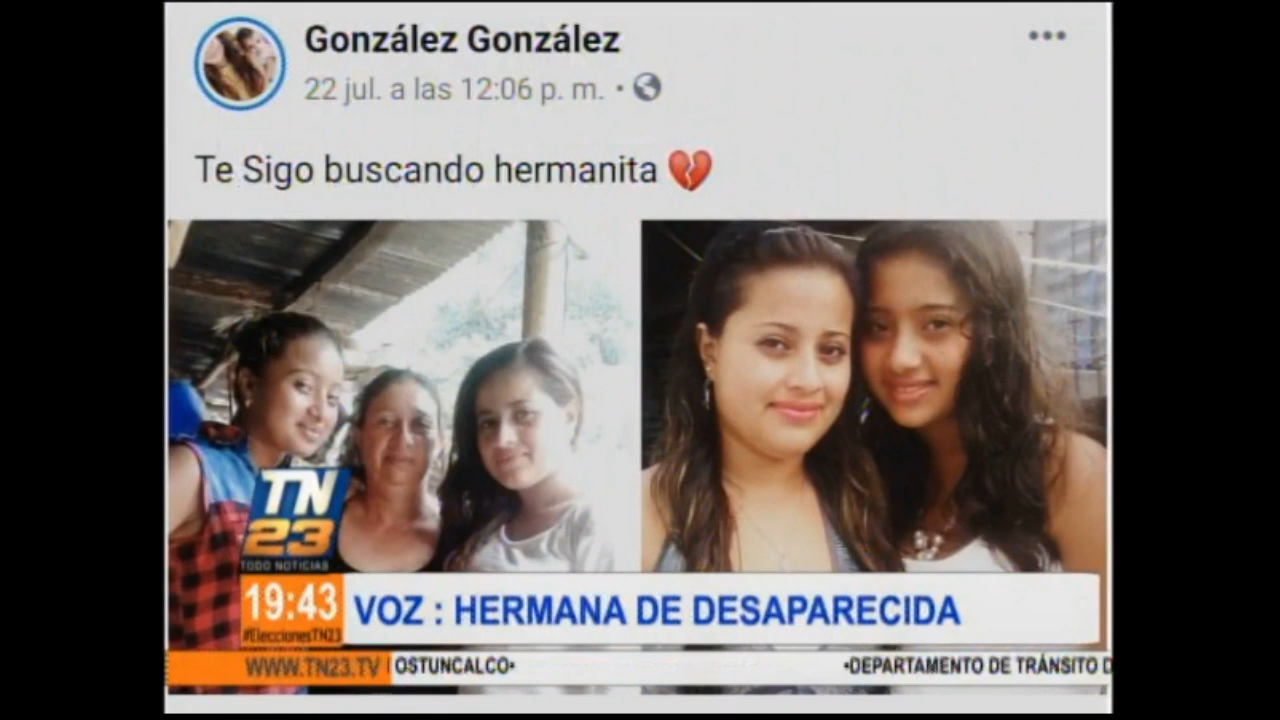 González González
22 jul. a las 12:06 p. m.
Te Sigo buscando hermanita 💔
TN
23
TODO NOTICIAS
19:43
VOZ : HERMANA DE DESAPARECIDA
#EleccionesTN23
WWW.TN23.TV
OSTUNCALCO• •DEPARTAMENTO DE TRÁNSITO D